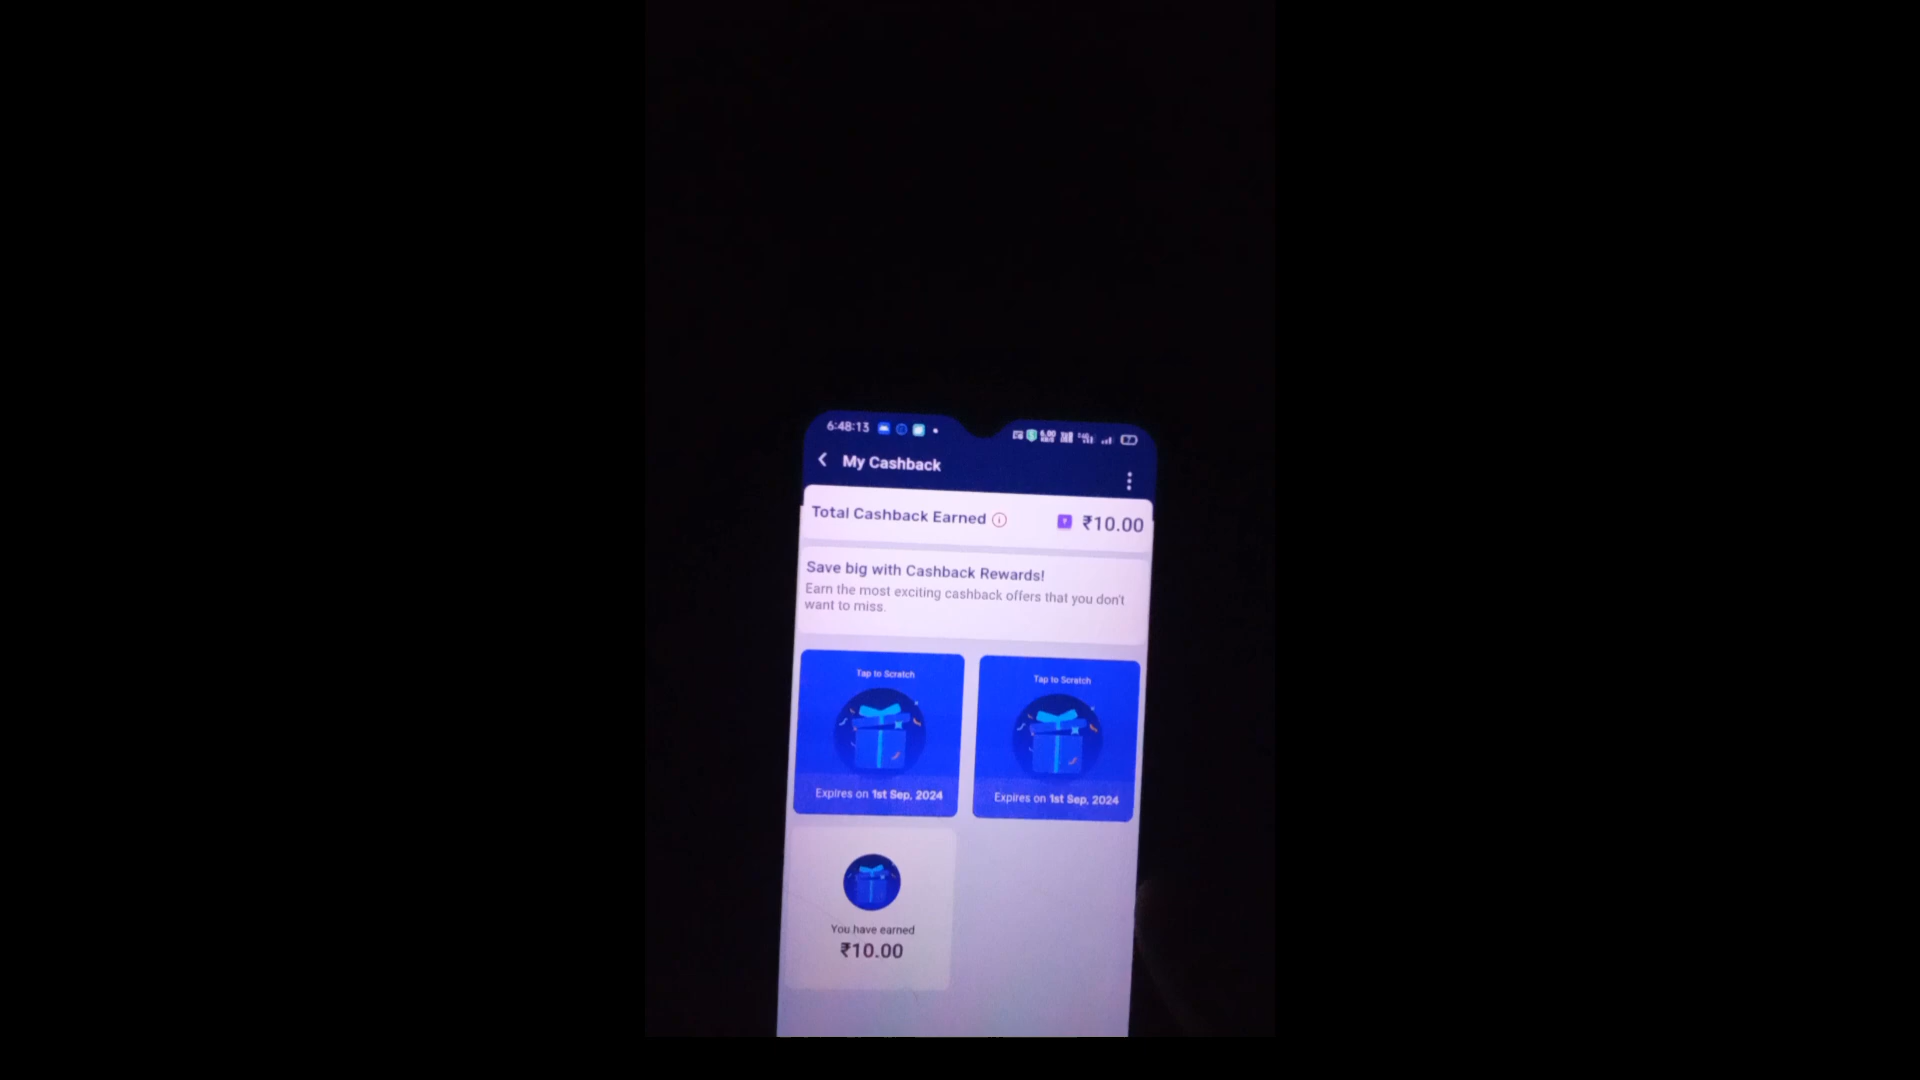 6:48:13
My Cashback
Total Cashback Earned
₹10.00
Save big with Cashback Rewards!
Earn the most exciting cashback offers that you don't
want to miss.
Tap to Scratch
Expires on 1st Sep, 2024
Tap to Scratch
Expires on 1st Sep, 2024
You have earned
₹10.00